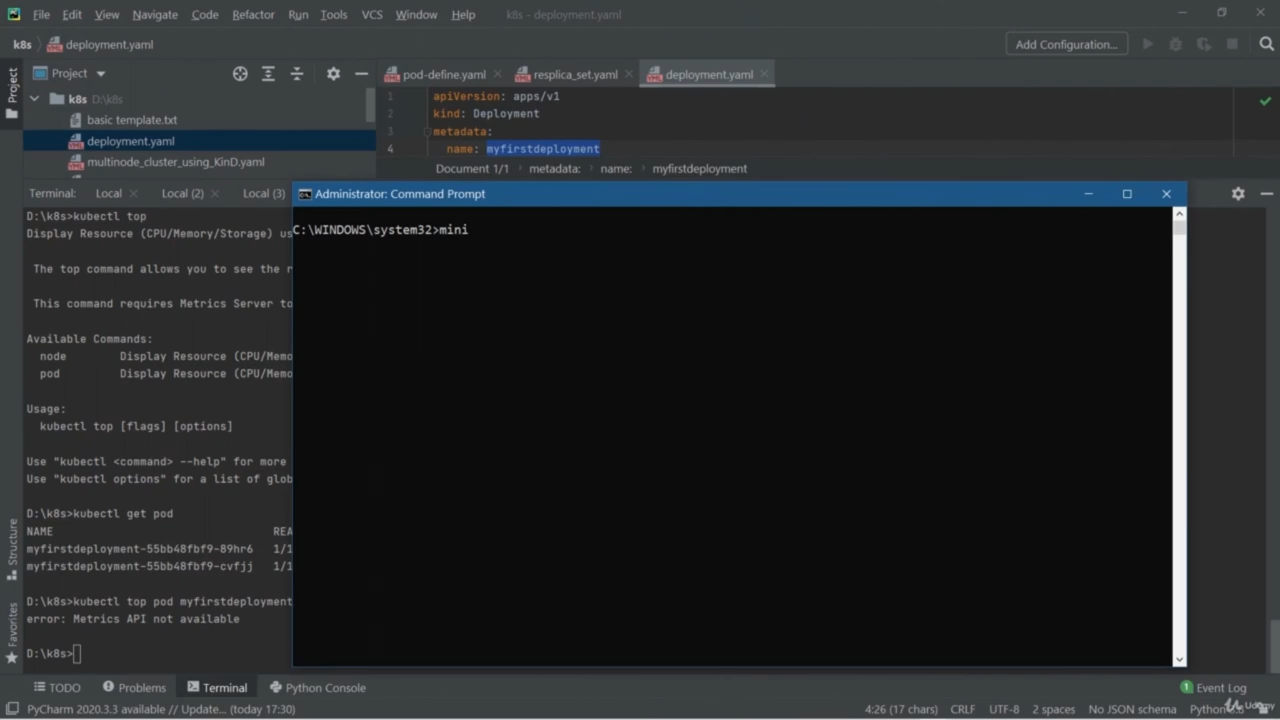 File Edit View Navigate Code Refactor Run Tools VCS Window Help k8s - deployment.yaml
k8s deployment.yaml Add Configuration...
Project
Project pod-define.yaml resplica_set.yaml deployment.yaml
k8s D:\k8s
basic template.txt
deployment.yaml
multinode_cluster_using_KinD.yaml
1 apiVersion: apps/v1
2 kind: Deployment
3 metadata:
4 name: myfirstdeployment
Document 1/1 metadata: name: myfirstdeployment
Terminal: Local Local (2) Local (3)
Administrator: Command Prompt
C:\WINDOWS\system32>mini
D:\k8s>kubectl top
Display Resource (CPU/Memory/Storage) us
The top command allows you to see the r
This command requires Metrics Server to
Available Commands:
node Display Resource (CPU/Memo
pod Display Resource (CPU/Memo
Usage:
kubectl top [flags] [options]
Use "kubectl <command> --help" for more
Use "kubectl options" for a list of glob
D:\k8s>kubectl get pod
NAME REA
myfirstdeployment-55bb48fbf9-89hr6 1/1
myfirstdeployment-55bb48fbf9-cvfjj 1/1
D:\k8s>kubectl top pod myfirstdeployment
error: Metrics API not available
D:\k8s>
Structure
Favorites
TODO Problems Terminal Python Console 1 Event Log
PyCharm 2020.3.3 available // Update... (today 17:30) 4:26 (17 chars) CRLF UTF-8 2 spaces No JSON schema Python
Udemy